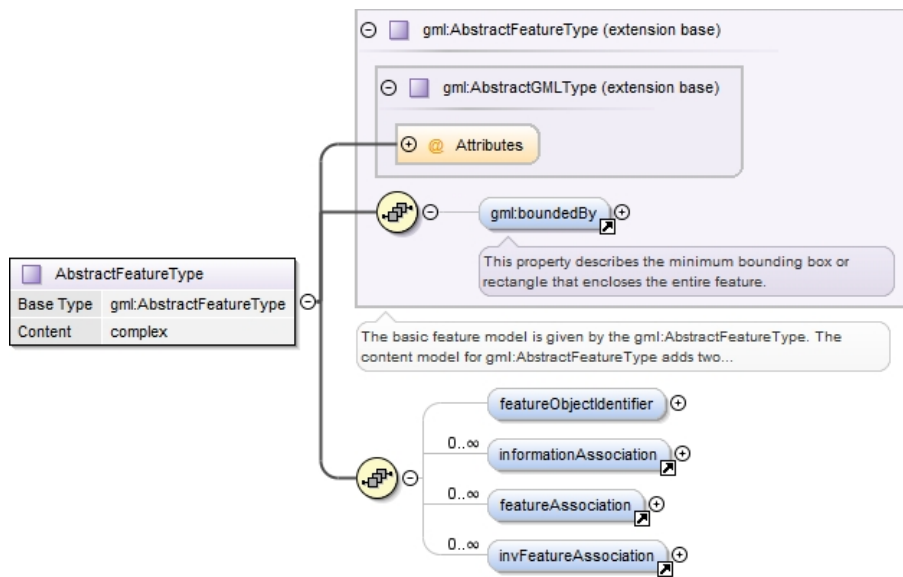 gml:AbstractFeatureType (extension base)
gml:AbstractGMLType (extension base)
@ Attributes
gml:boundedBy
This property describes the minimum bounding box or
rectangle that encloses the entire feature.
AbstractFeatureType
Base Type gml:AbstractFeatureType
Content complex
The basic feature model is given by the gml:AbstractFeatureType. The
content model for gml:AbstractFeatureType adds two...
featureObjectIdentifier
0..∞
informationAssociation
0..∞
featureAssociation
0..∞
invFeatureAssociation